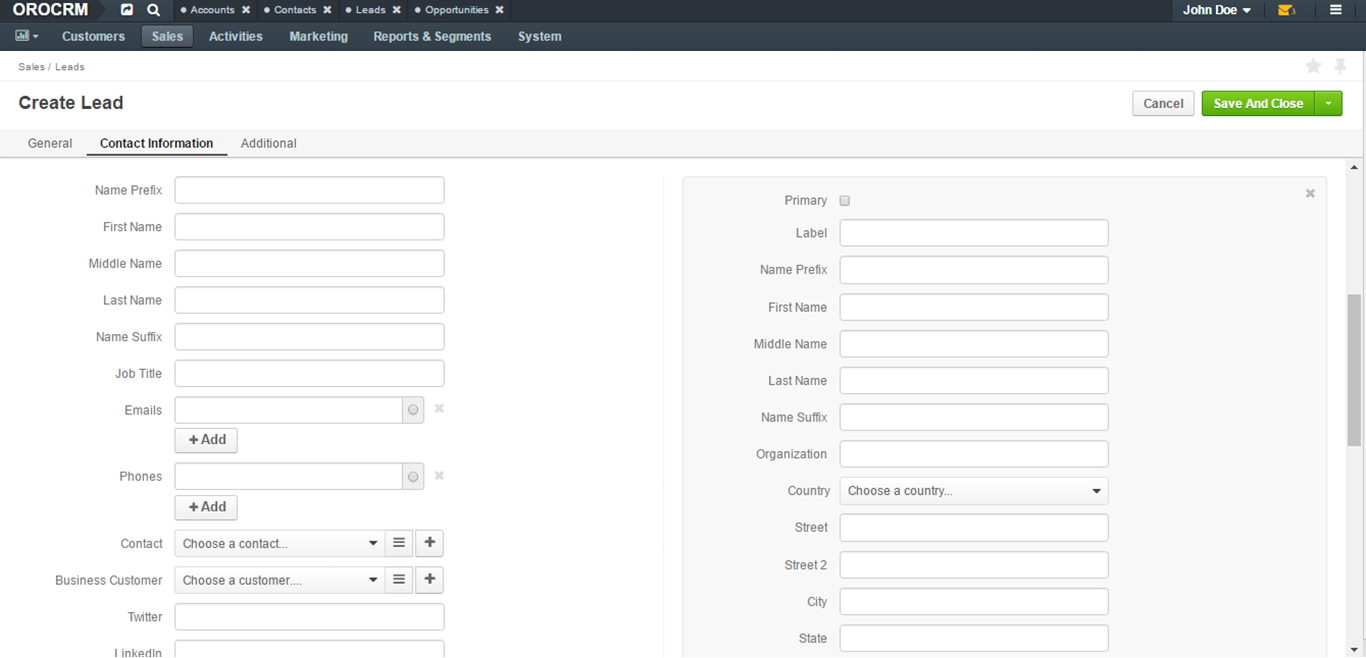 OROCRM
Accounts
Contacts
Leads
Opportunities
John Doe
3
Customers
Sales
Activities
Marketing
Reports & Segments
System
Sales / Leads
Create Lead
Cancel
Save And Close
General
Contact Information
Additional
Name Prefix
First Name
Middle Name
Last Name
Name Suffix
Job Title
Emails
+ Add
Phones
+ Add
Contact
Choose a contact...
Business Customer
Choose a customer....
Twitter
LinkedIn
Primary
Label
Name Prefix
First Name
Middle Name
Last Name
Name Suffix
Organization
Country
Choose a country...
Street
Street 2
City
State